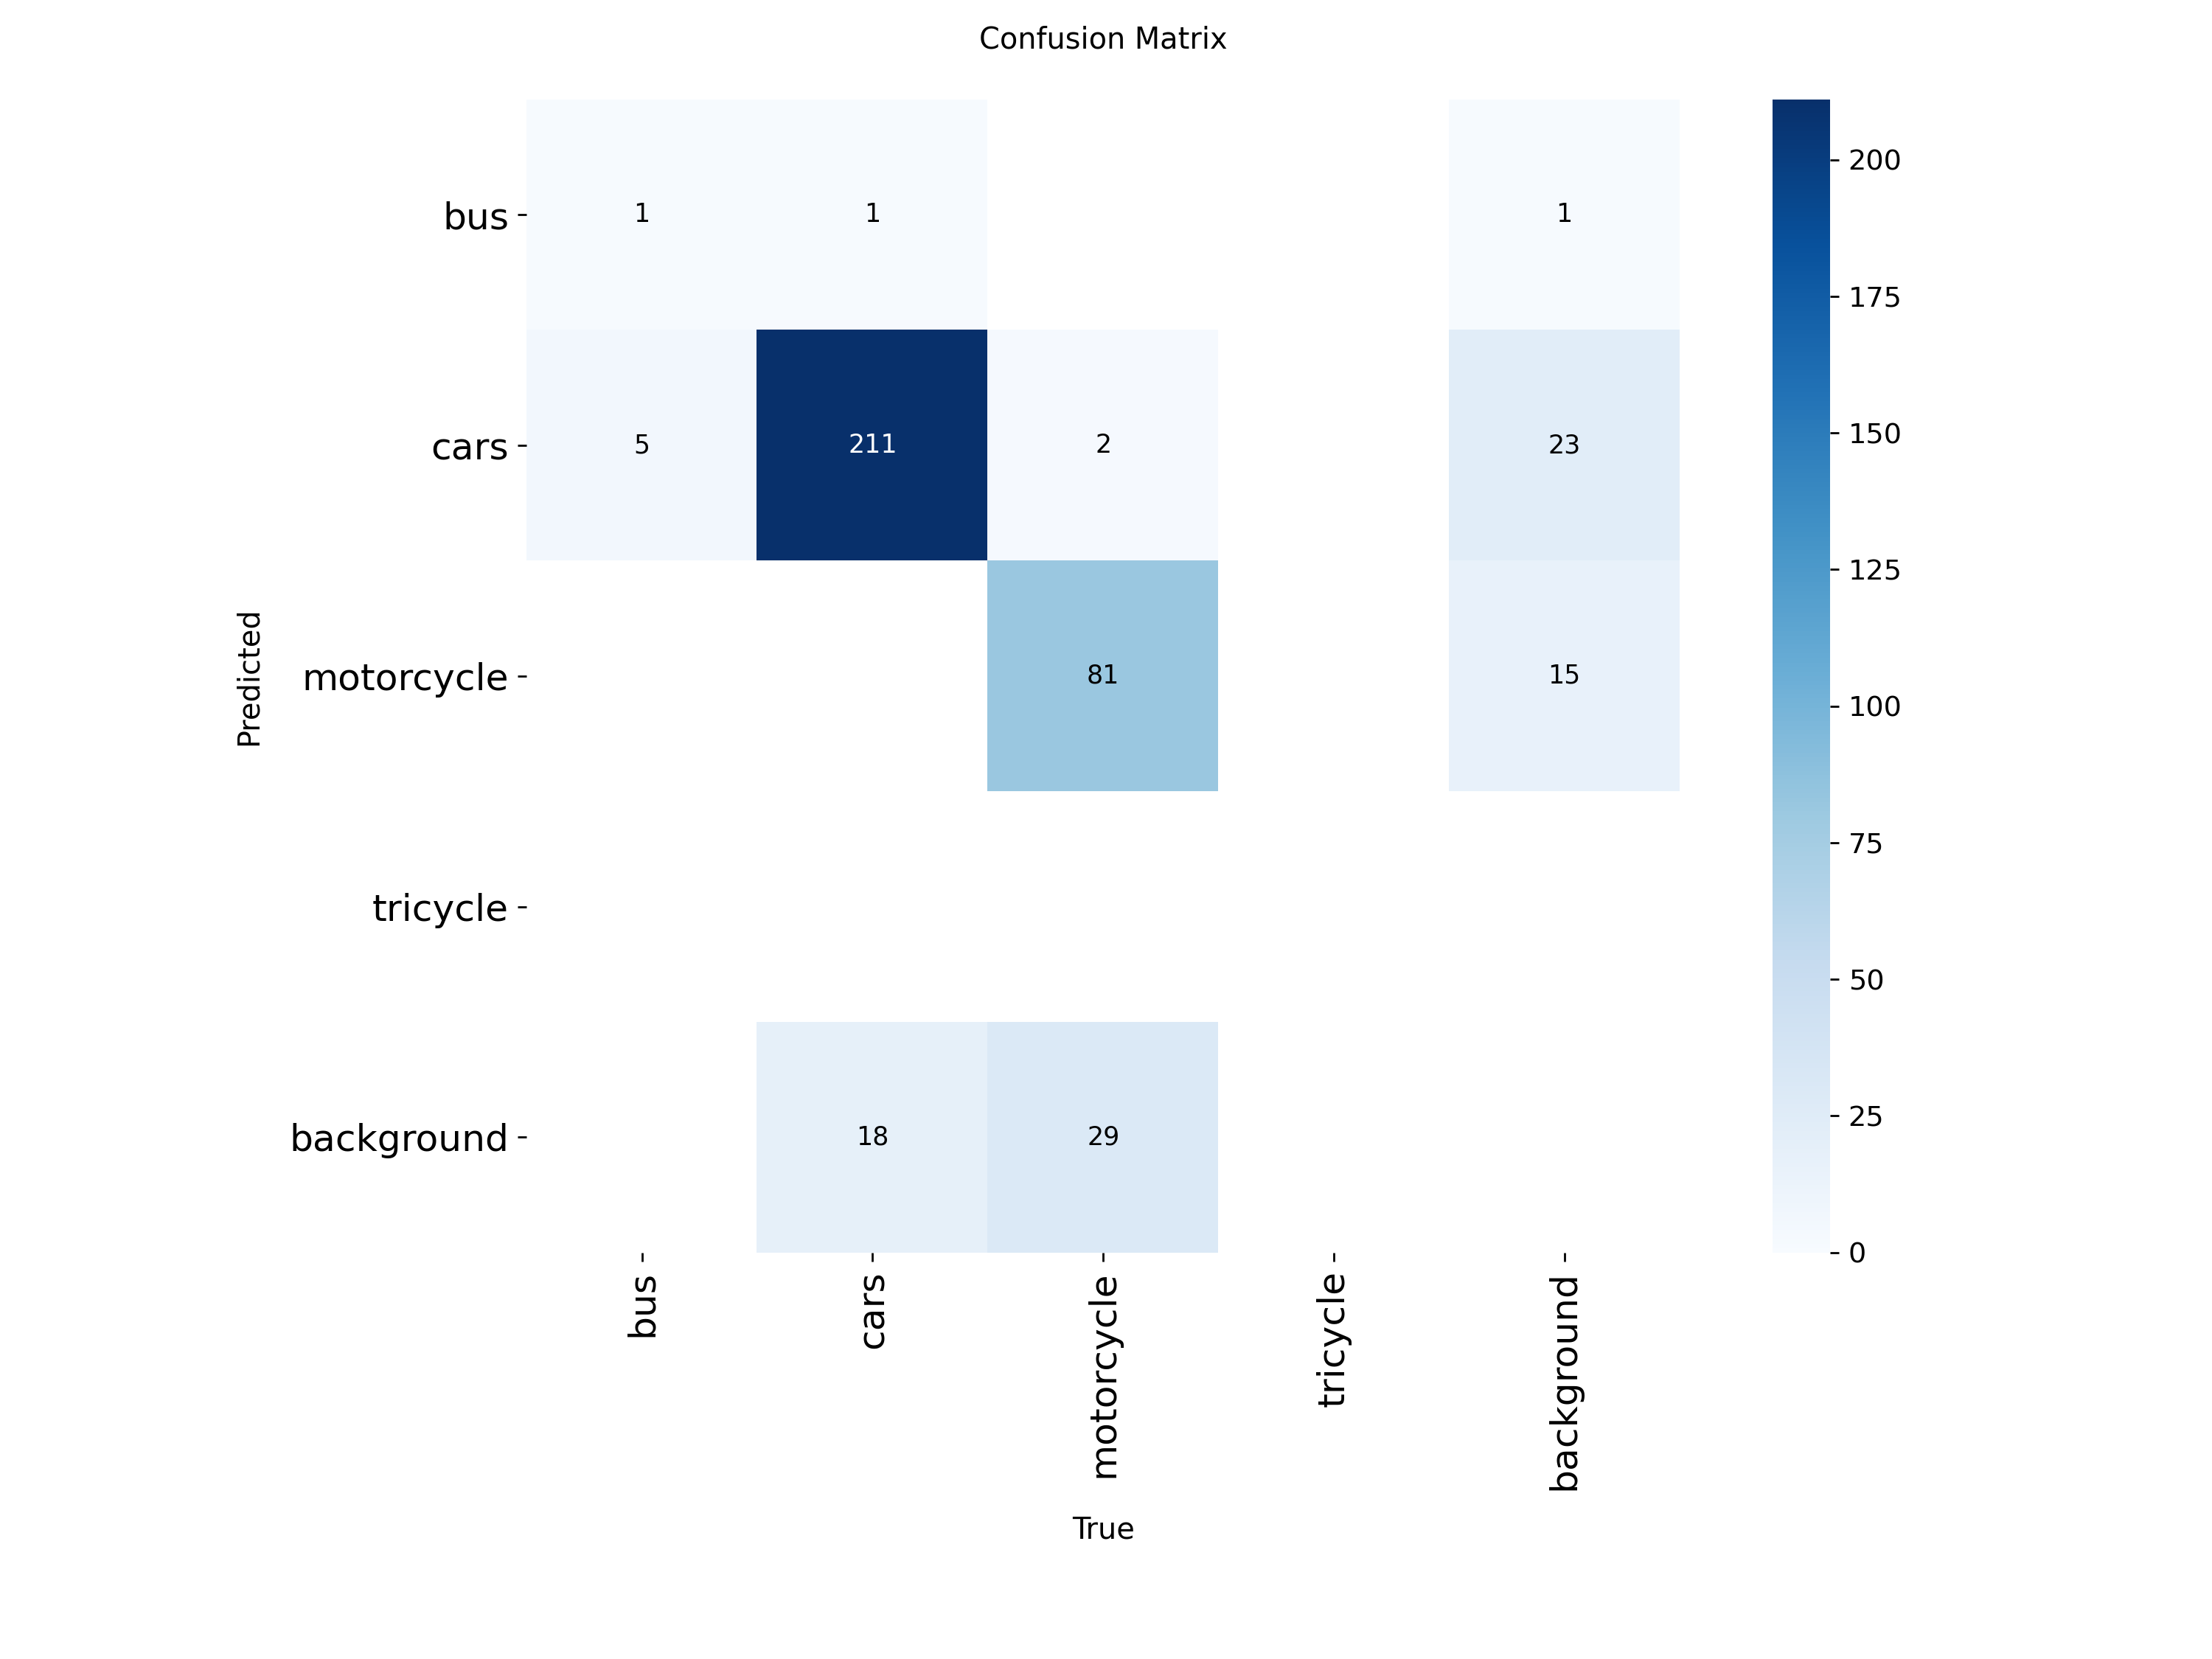 Confusion Matrix
bus
1
1
1
cars
5
211
2
23
motorcycle
81
15
tricycle
background
18
29
Predicted
bus
cars
motorcycle
tricycle
background
True
200
175
150
125
100
75
50
25
0